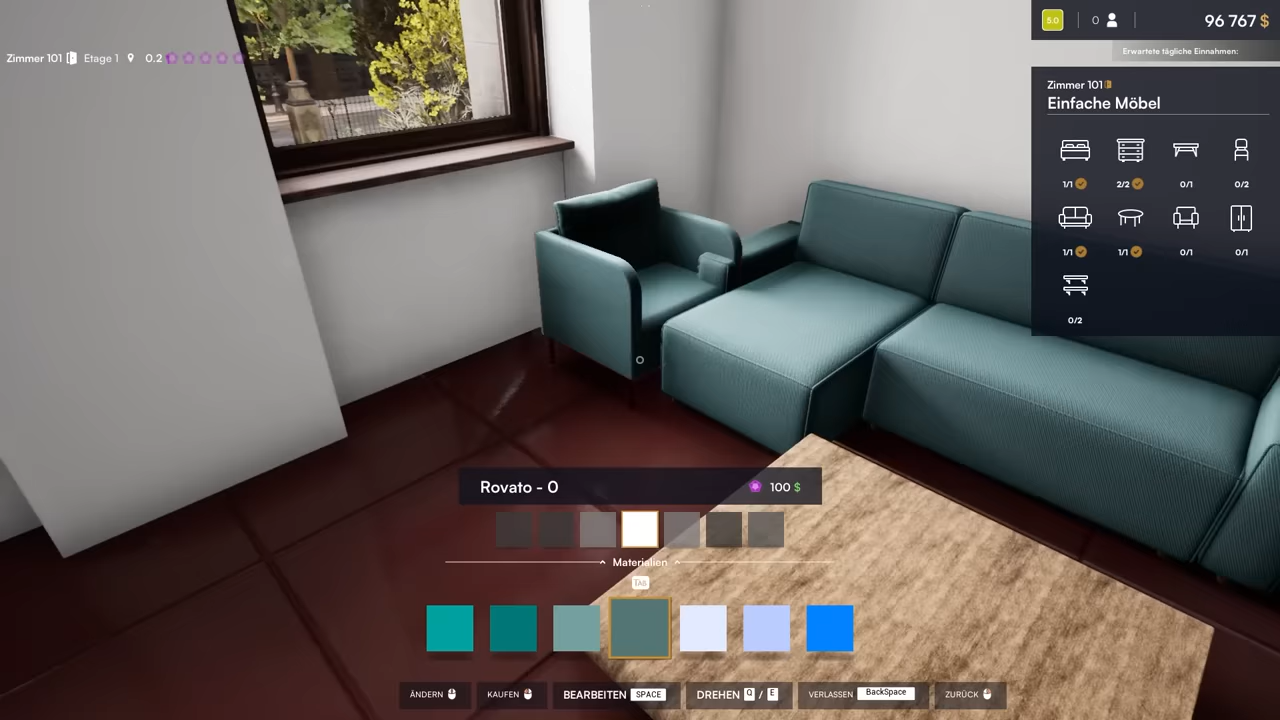 5.0
0
96 767 $
Erwartete tägliche Einnahmen:
Zimmer 101 Etage 1 0.2
Zimmer 101
Einfache Möbel
1/1 2/2 0/1 0/2
1/1 1/1 0/1 0/1
0/2
Rovato - 0 100 $
Materialien
TAB
ÄNDERN KAUFEN BEARBEITEN SPACE DREHEN Q / E VERLASSEN BackSpace ZURÜCK